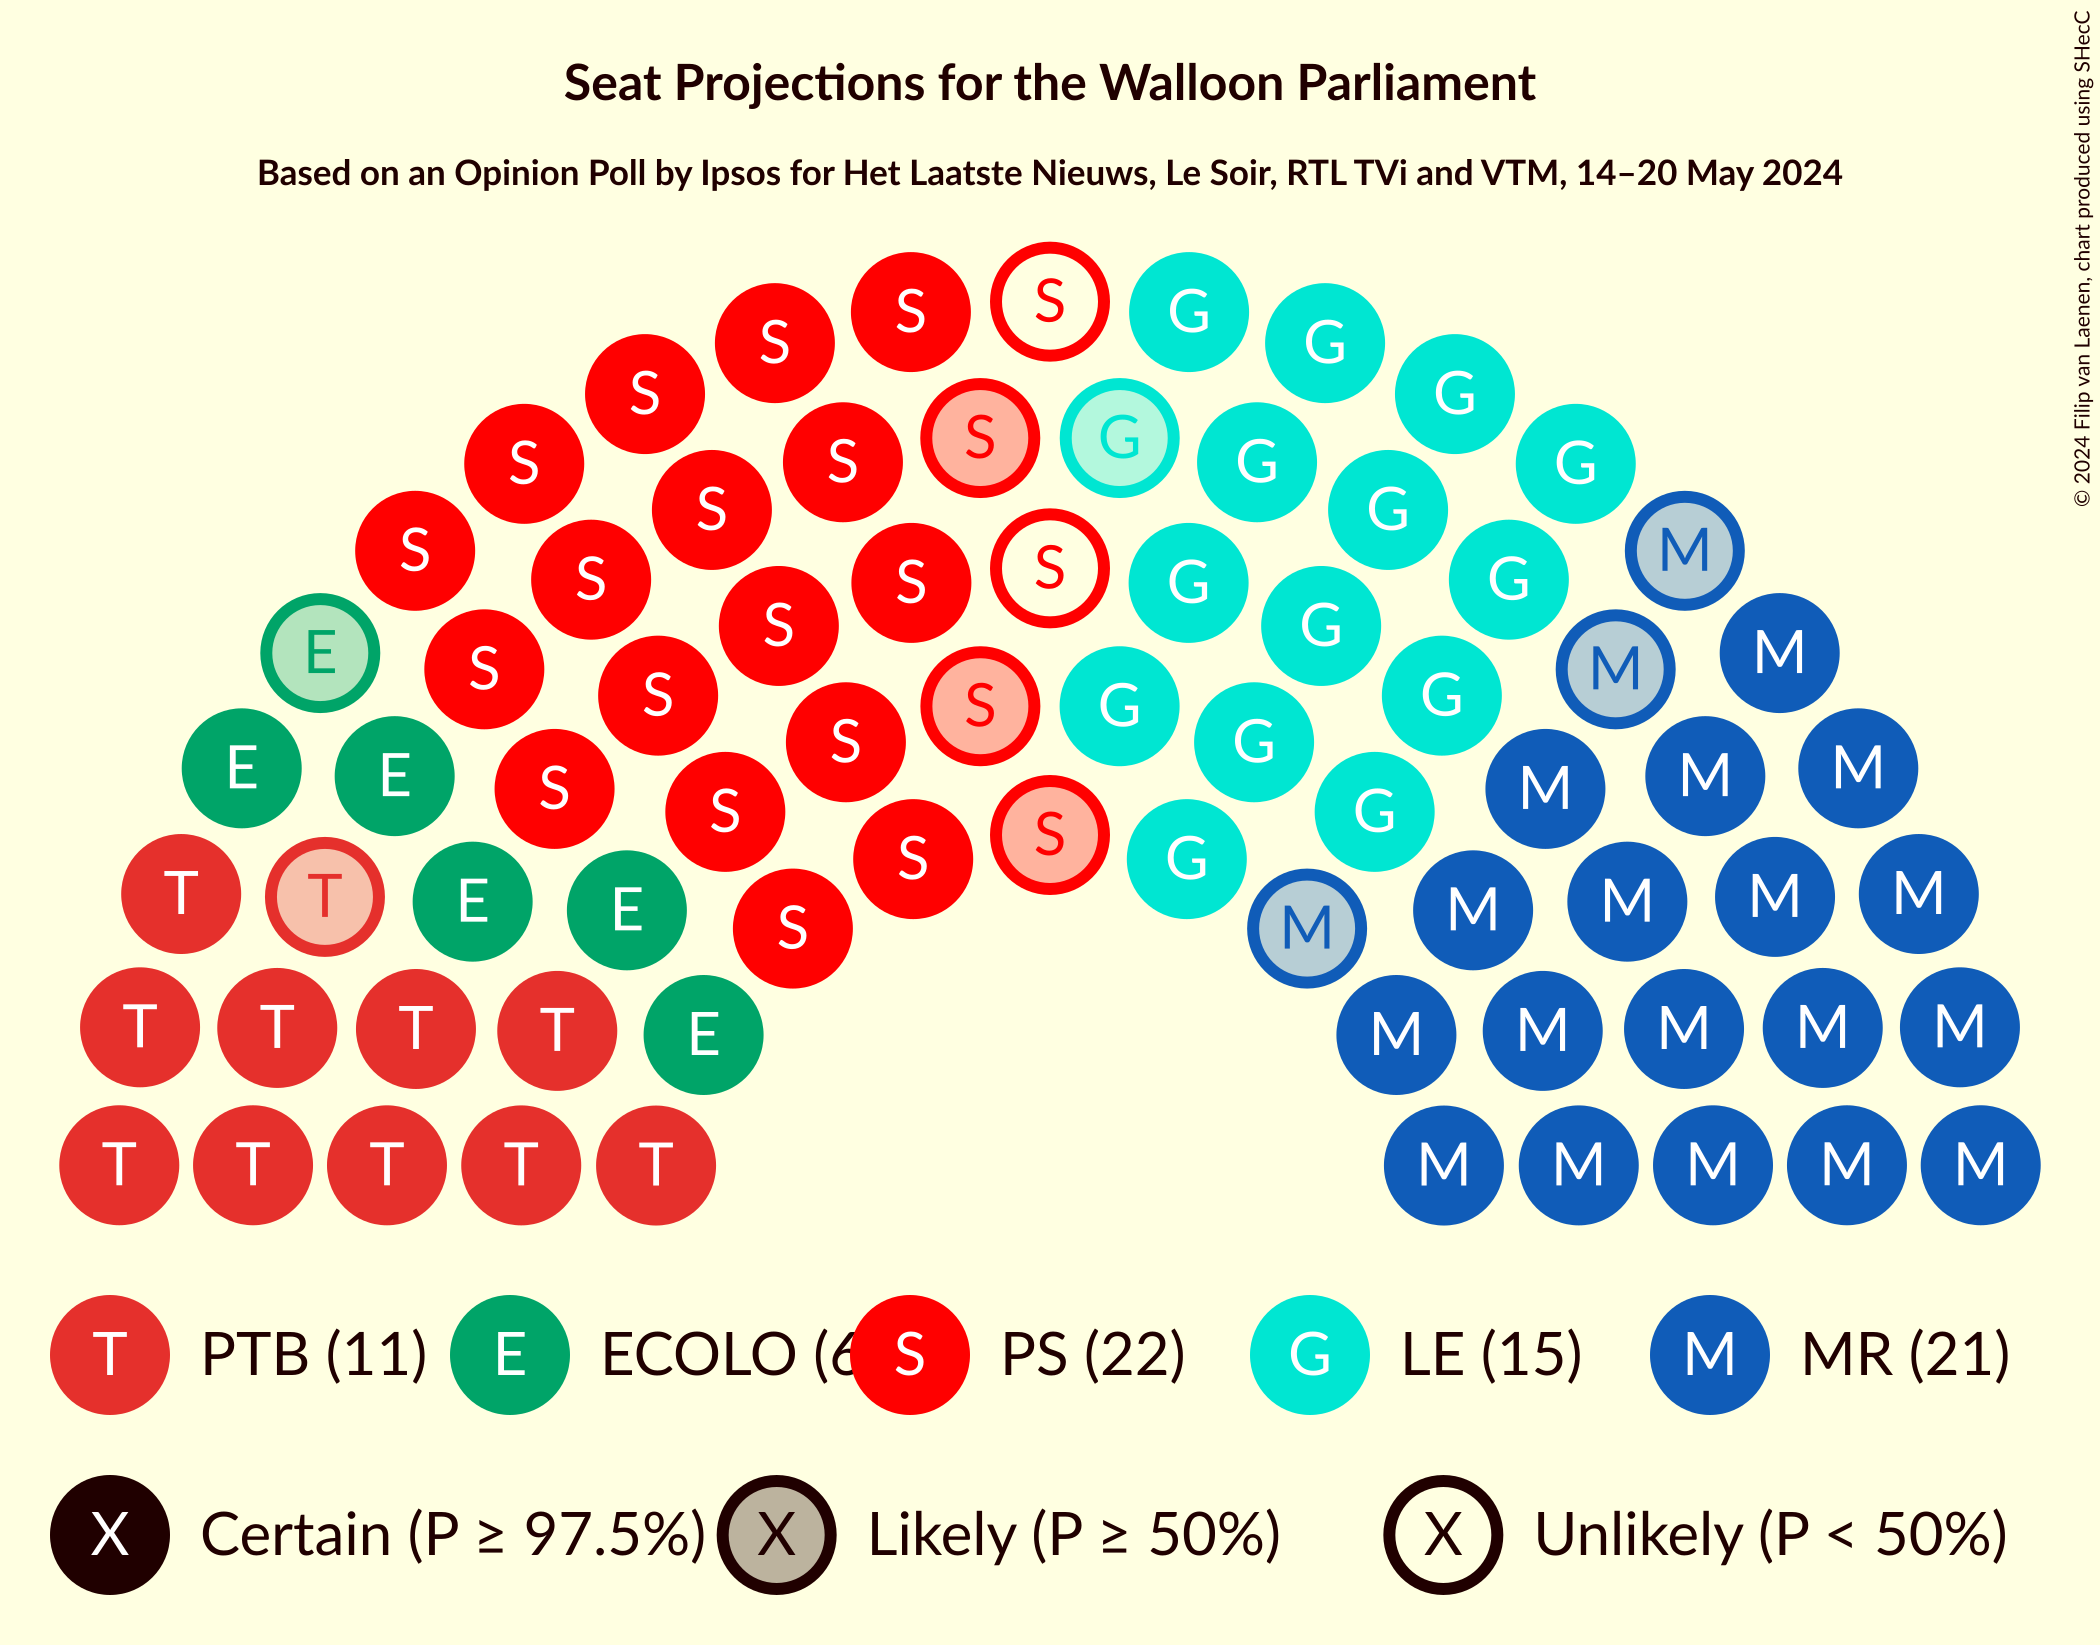 Seat Projections for the Walloon Parliament
Based on an Opinion Poll by Ipsos for Het Laatste Nieuws, Le Soir, RTL TVi and VTM, 14–20 May 2024
© 2024 Filip van Laenen, chart produced using SHecC
S
S S G G
S S G G
S S G G
S S G G
S S G G
S S S G M
S S G G
E S S G M M
S S G G
S G
E E S S G M M M
S
S G
T T E E S M M M M M
T T T T E M M M M M
T T T T T M M M M M
T PTB (11) E ECOLO (6 S PS (22) G LE (15) M MR (21)
X Certain (P ≥ 97.5%) X Likely (P ≥ 50%) X Unlikely (P < 50%)